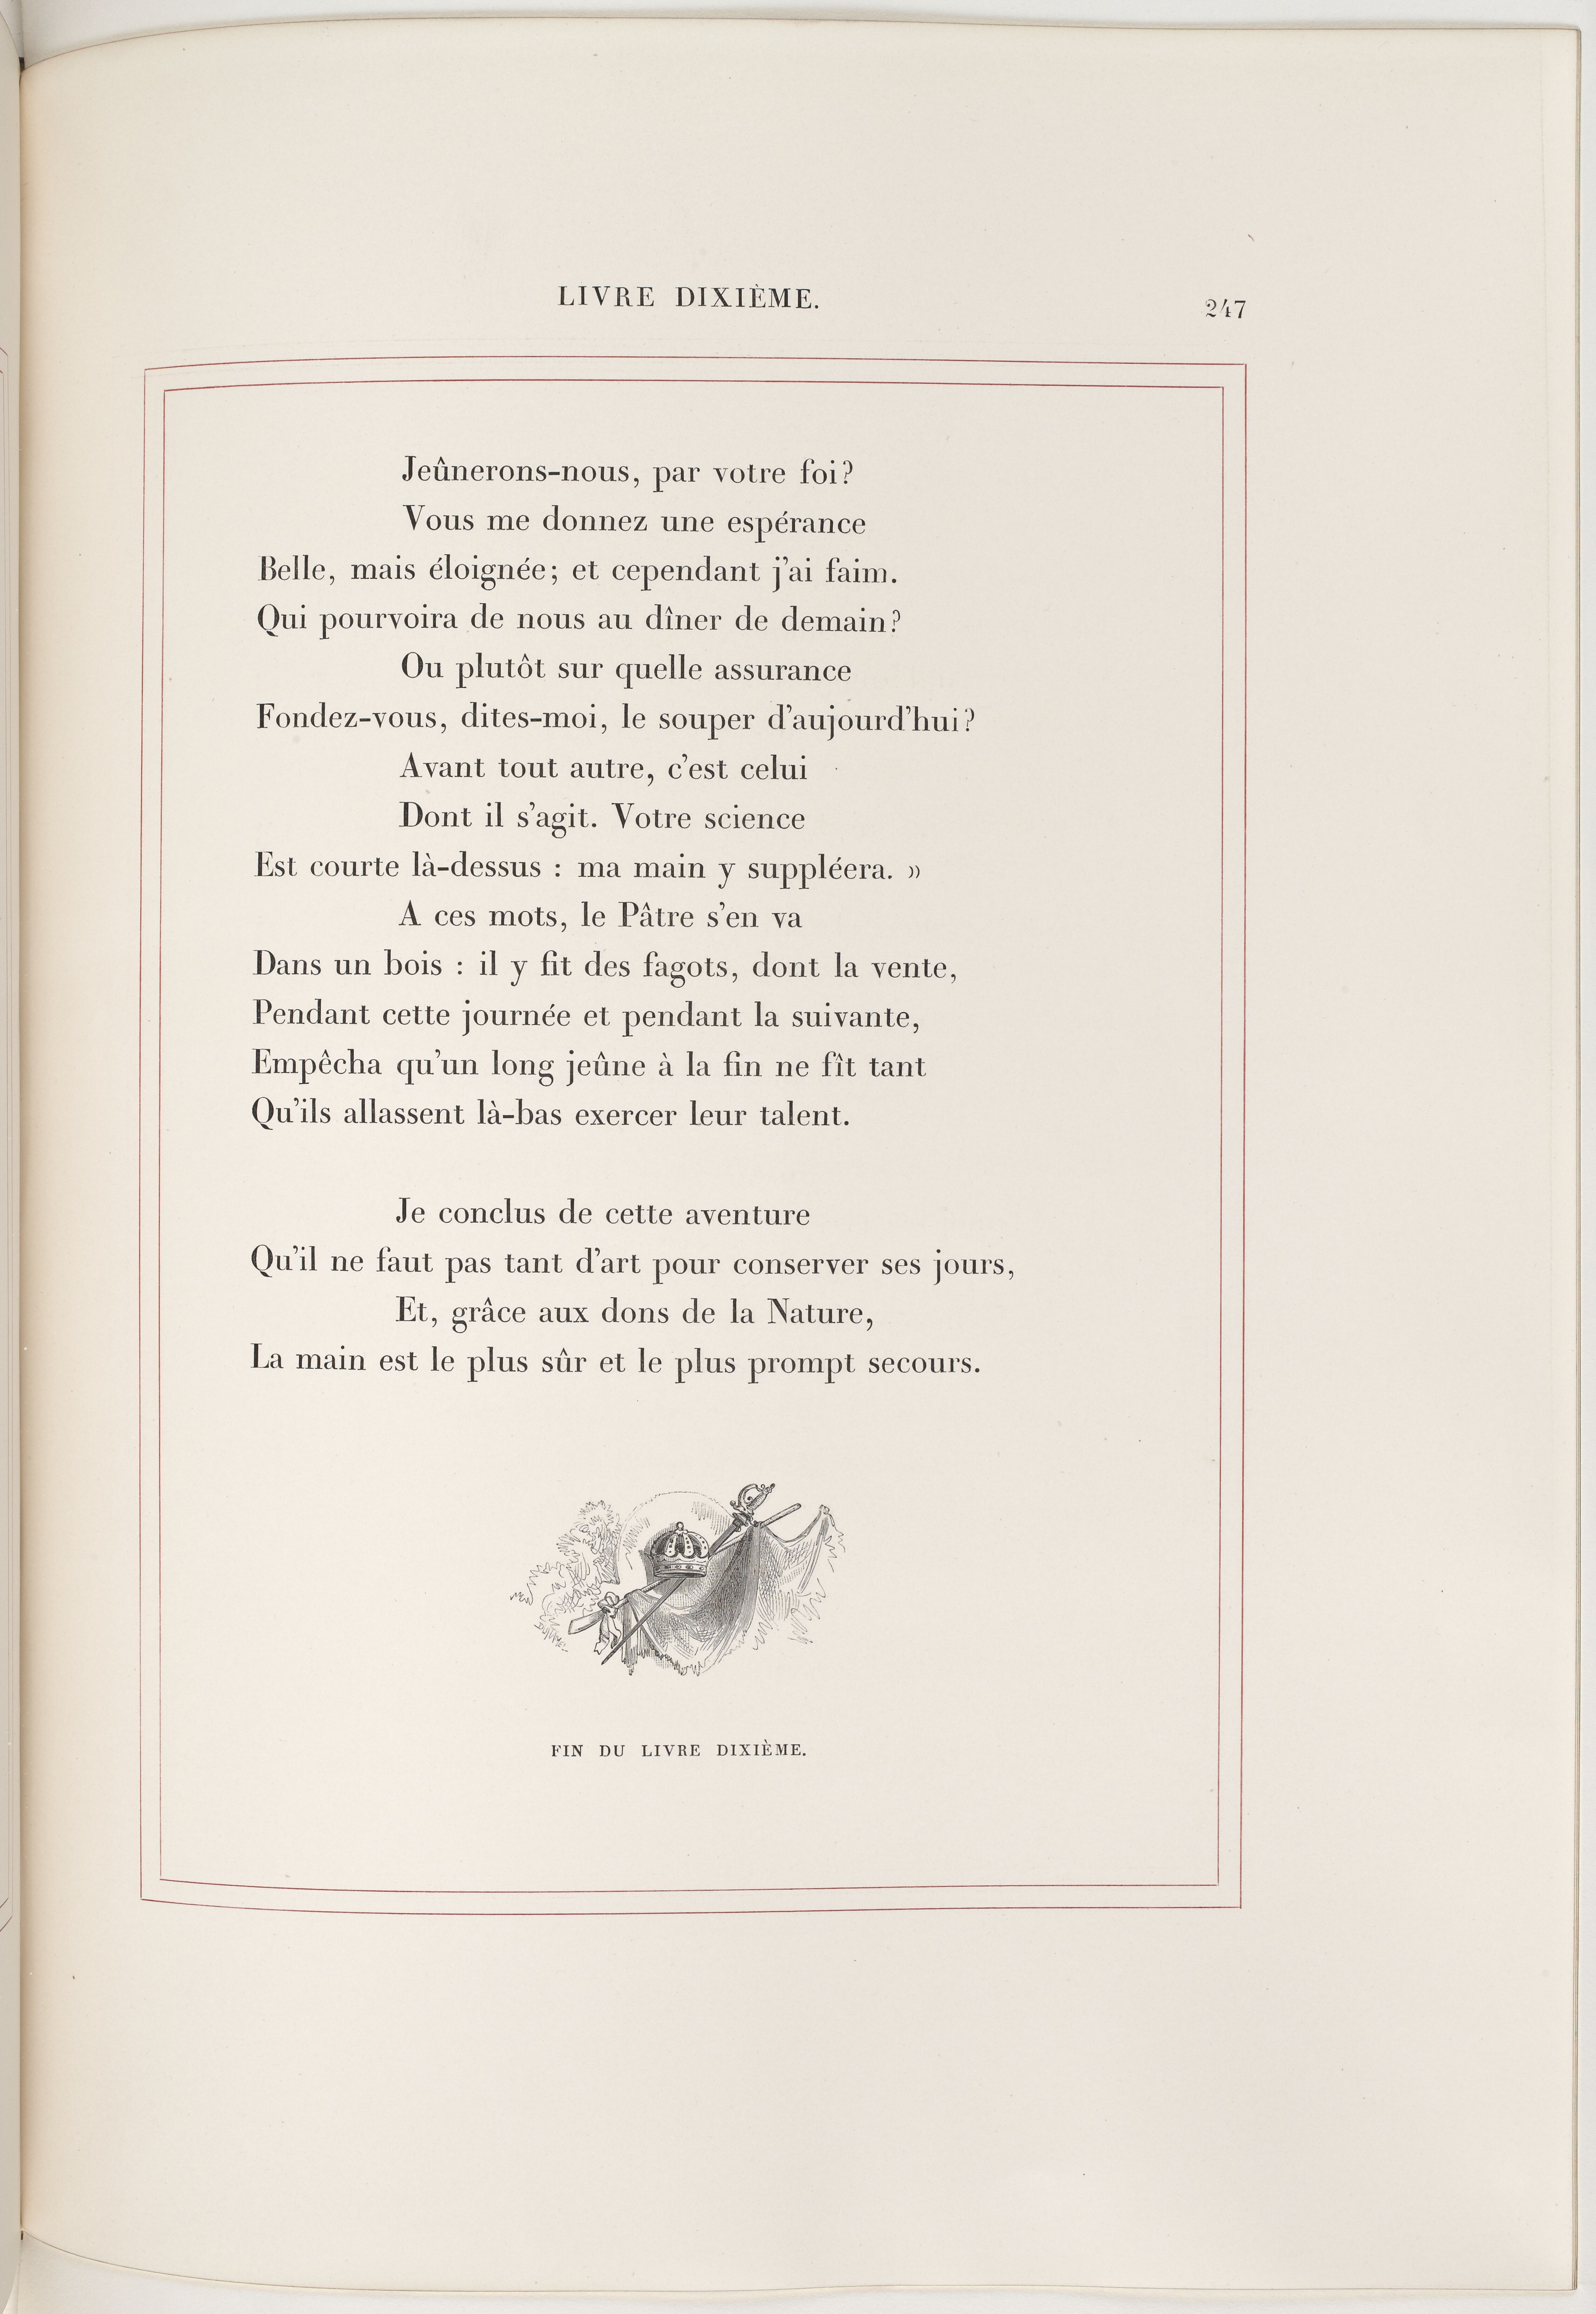 LIVRE DIXIÈME.
247
Jeûnerons-nous, par votre foi?
Vous me donnez une espérance
Belle, mais éloignée; et cependant j'ai faim.
Qui pourvoira de nous au dîner de demain?
Ou plutôt sur quelle assurance
Fondez-vous, dites-moi, le souper d'aujourd'hui?
Avant tout autre, c'est celui
Dont il s'agit. Votre science
Est courte là-dessus : ma main y suppléera. »
A ces mots, le Pâtre s'en va
Dans un bois : il y fit des fagots, dont la vente,
Pendant cette journée et pendant la suivante,
Empêcha qu'un long jeûne à la fin ne fît tant
Qu'ils allassent là-bas exercer leur talent.
Je conclus de cette aventure
Qu'il ne faut pas tant d'art pour conserver ses jours,
Et, grâce aux dons de la Nature,
La main est le plus sûr et le plus prompt secours.
FIN DU LIVRE DIXIÈME.